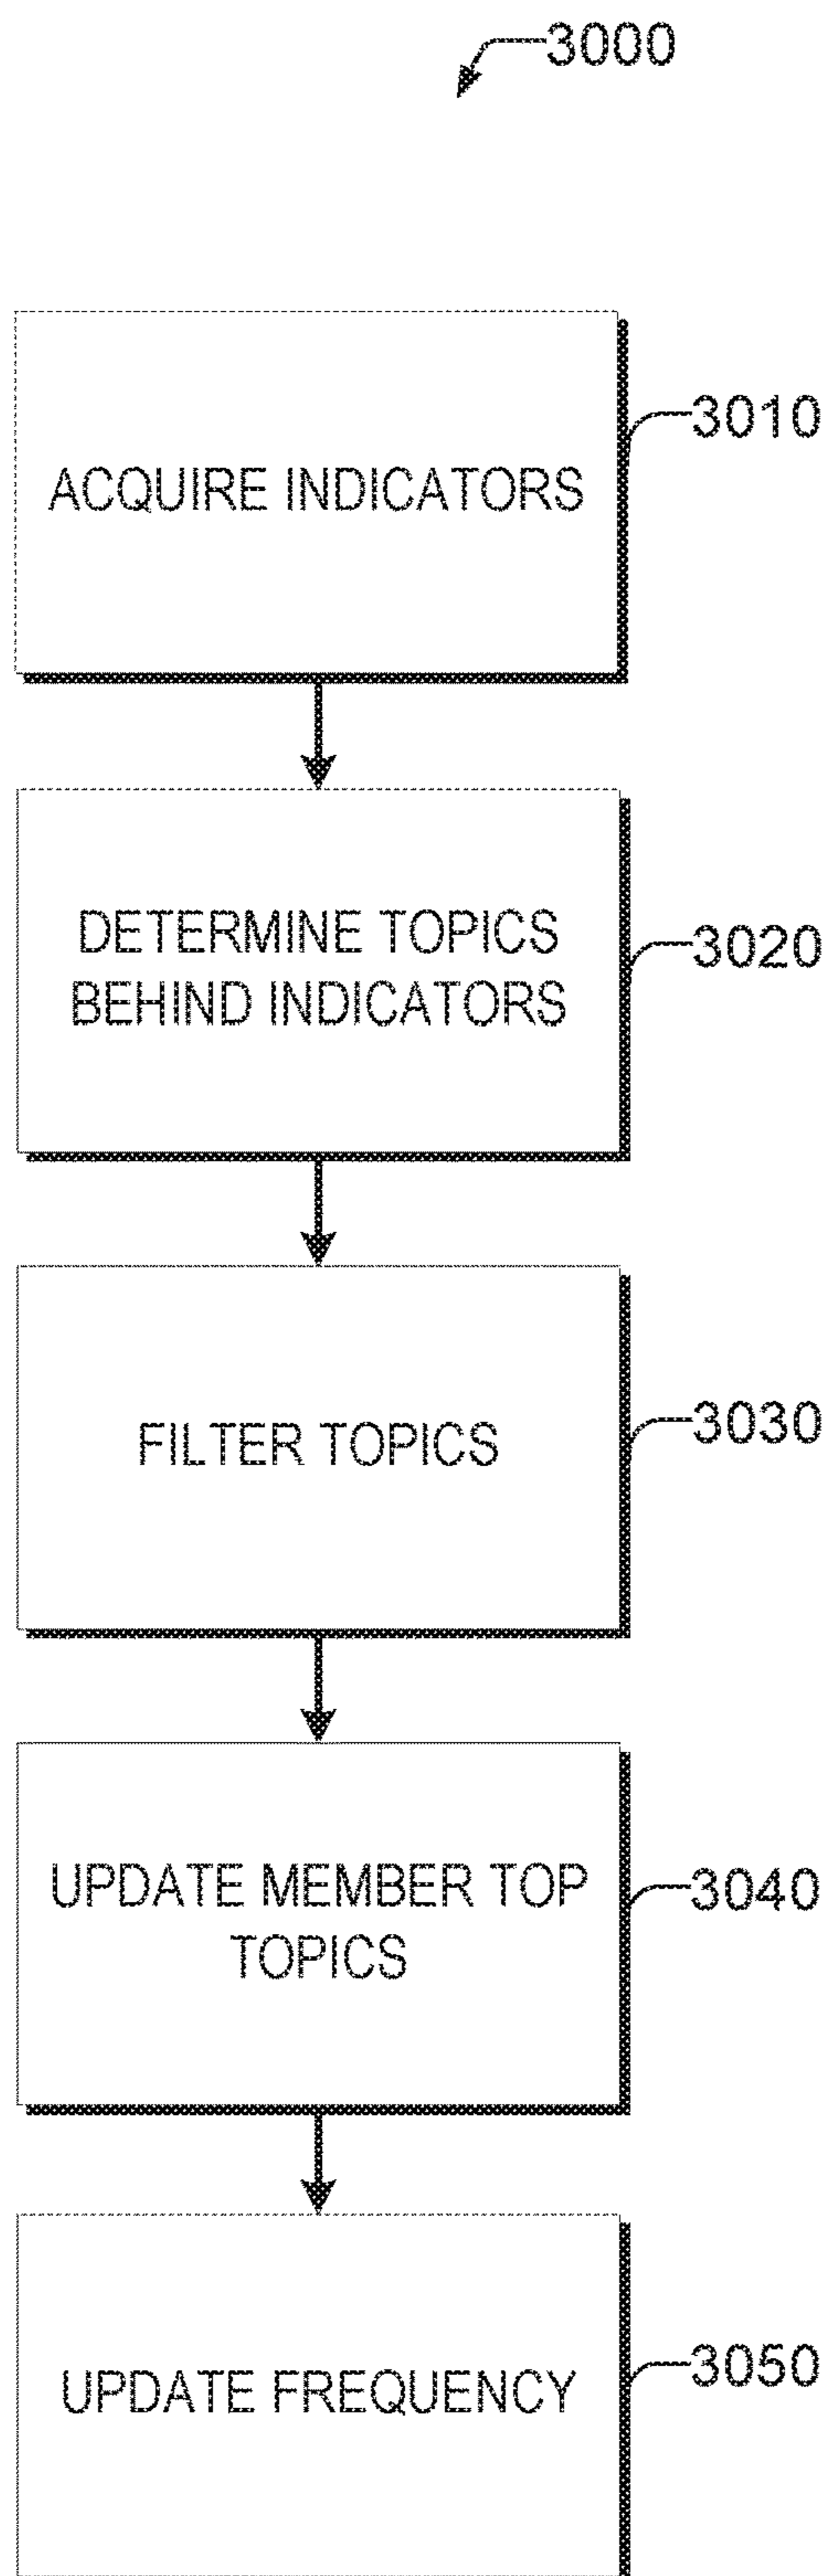 3000
ACQUIRE INDICATORS
3010
DETERMINE TOPICS
BEHIND INDICATORS
3020
FILTER TOPICS
3030
UPDATE MEMBER TOP
TOPICS
3040
UPDATE FREQUENCY
3050